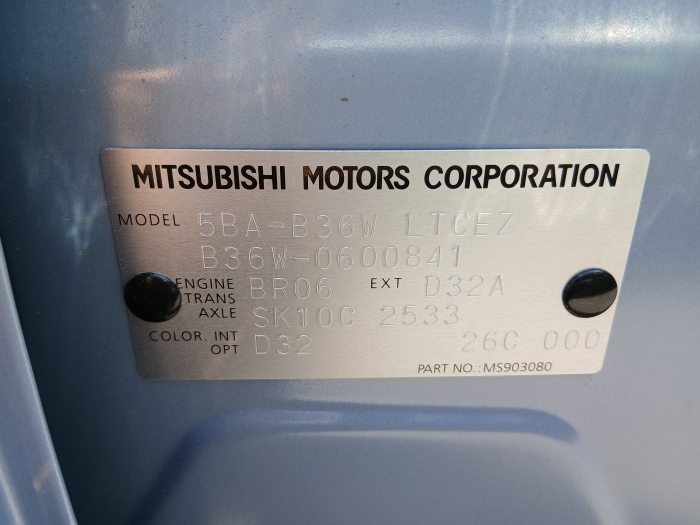 MITSUBISHI MOTORS CORPORATION
MODEL 5BA-B36W LTCEZ
B36W-0600841
ENGINE BR06 EXT D32A
TRANS
AXLE SK10C 2533
COLOR. INT D32 26C 000
OPT
PART NO.: MS903080